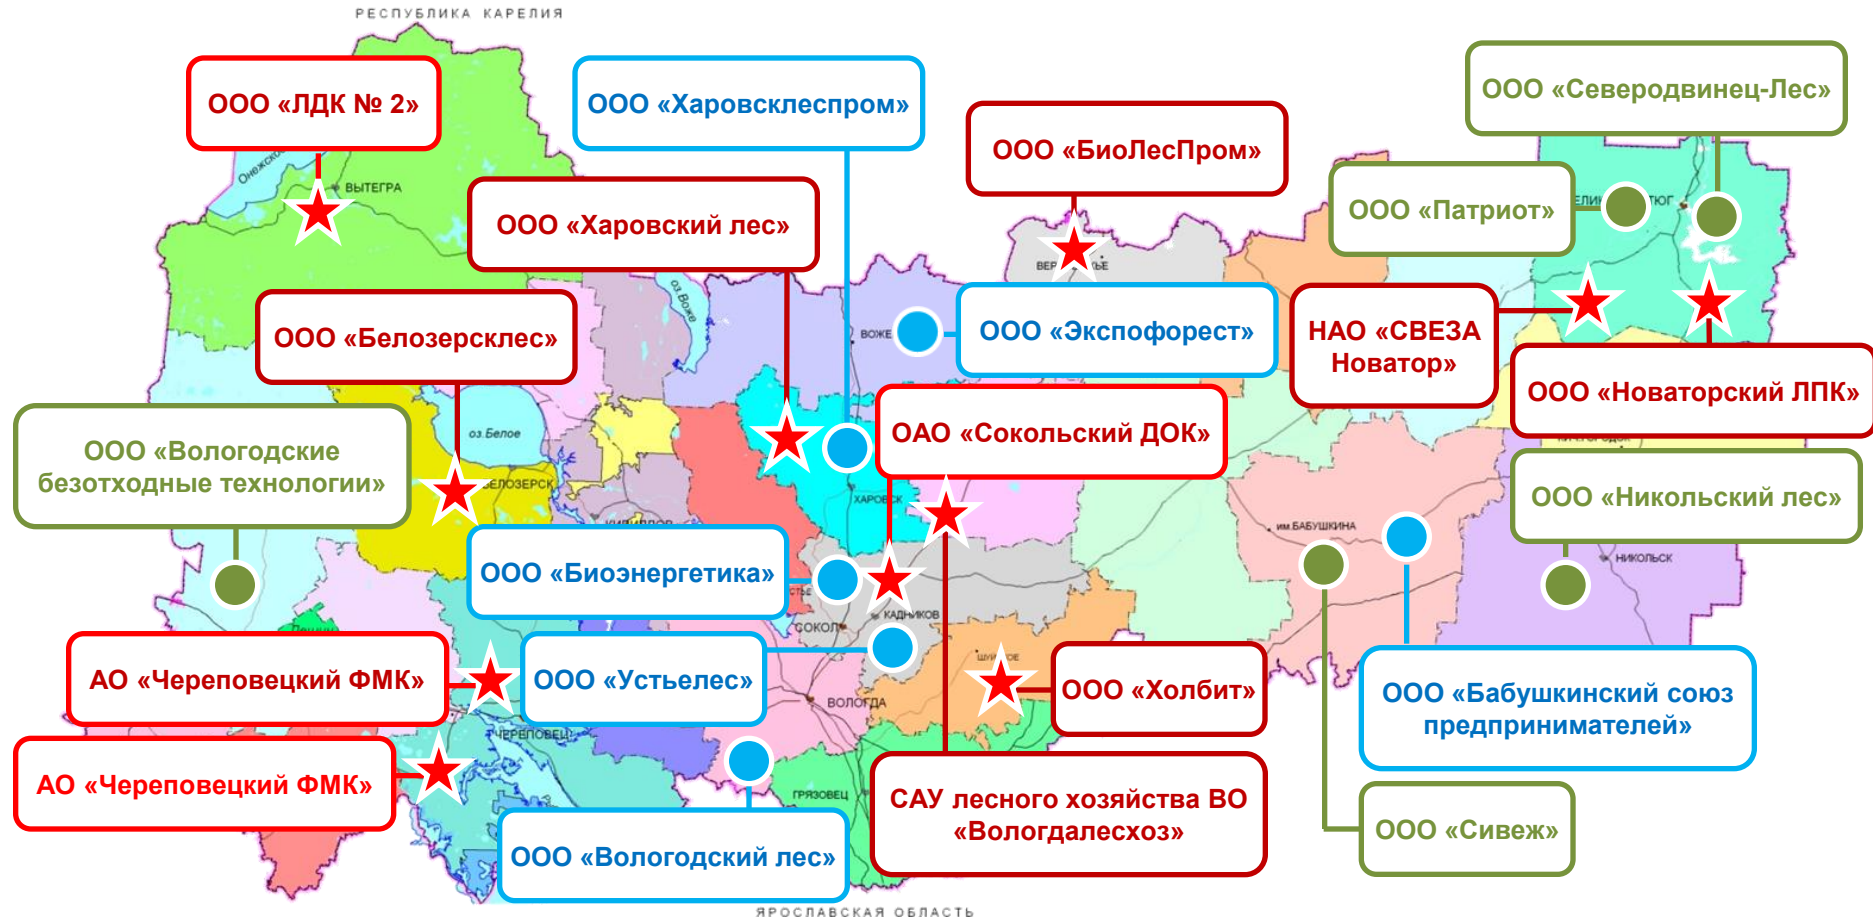 РЕСПУБЛИКА КАРЕЛИЯ
ООО «ЛДК № 2»
ООО «Харовсклеспром»
ООО «Северодвинец-Лес»
ООО «БиоЛесПром»
ВЫТЕГРА
ООО «Патриот»
ООО «Харовский лес»
оз.Воже
ООО «Белозерсклес»
ООО «Экспофорест»
НАО «СВЕЗА
Новатор»
ООО «Новаторский ЛПК»
ООО «Вологодские
безотходные технологии»
оз.Белое
ОАО «Сокольский ДОК»
ХАРОВСК
ООО «Никольский лес»
им.БАБУШКИНА
НИКОЛЬСК
ООО «Биоэнергетика»
КАДНИКОВ
СОКОЛ
АО «Череповецкий ФМК»
ООО «Устьелес»
ООО «Холбит»
ООО «Бабушкинский союз
предпринимателей»
ВОЛОГДА
ЧЕРЕПОВЕЦ
АО «Череповецкий ФМК»
ГРЯЗОВЕЦ
САУ лесного хозяйства ВО
«Вологдалесхоз»
ООО «Сивеж»
ООО «Вологодский лес»
ЯРОСЛАВСКАЯ ОБЛАСТЬ